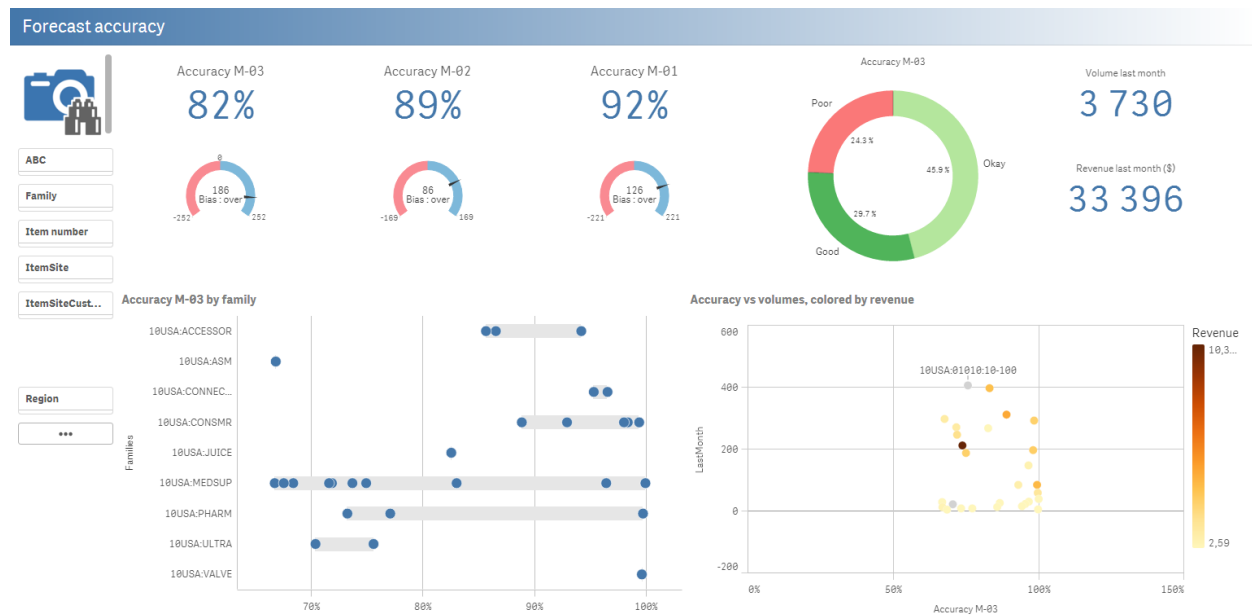 Forecast accuracy
ABC
Family
Item number
ItemSite
ItemSiteCust...
Region
•••
Accuracy M-03
82%
0
186
Bias : over
-252
252
Accuracy M-02
89%
86
Bias : over
-169
169
Accuracy M-01
92%
126
Bias : over
-221
221
Accuracy M-03
Poor
24.3 %
45.9 %
Okay
29.7 %
Good
Volume last month
3 730
Revenue last month ($)
33 396
Accuracy M-03 by family
Families
10USA:ACCESSOR
10USA:ASM
10USA:CONNEC...
10USA:CONSMR
10USA:JUICE
10USA:MEDSUP
10USA:PHARM
10USA:ULTRA
10USA:VALVE
70%
80%
90%
100%
Accuracy vs volumes, colored by revenue
LastMonth
600
400
200
0
-200
10USA:01010:10-100
0%
50%
100%
150%
Accuracy M-03
Revenue
10,3...
2,59